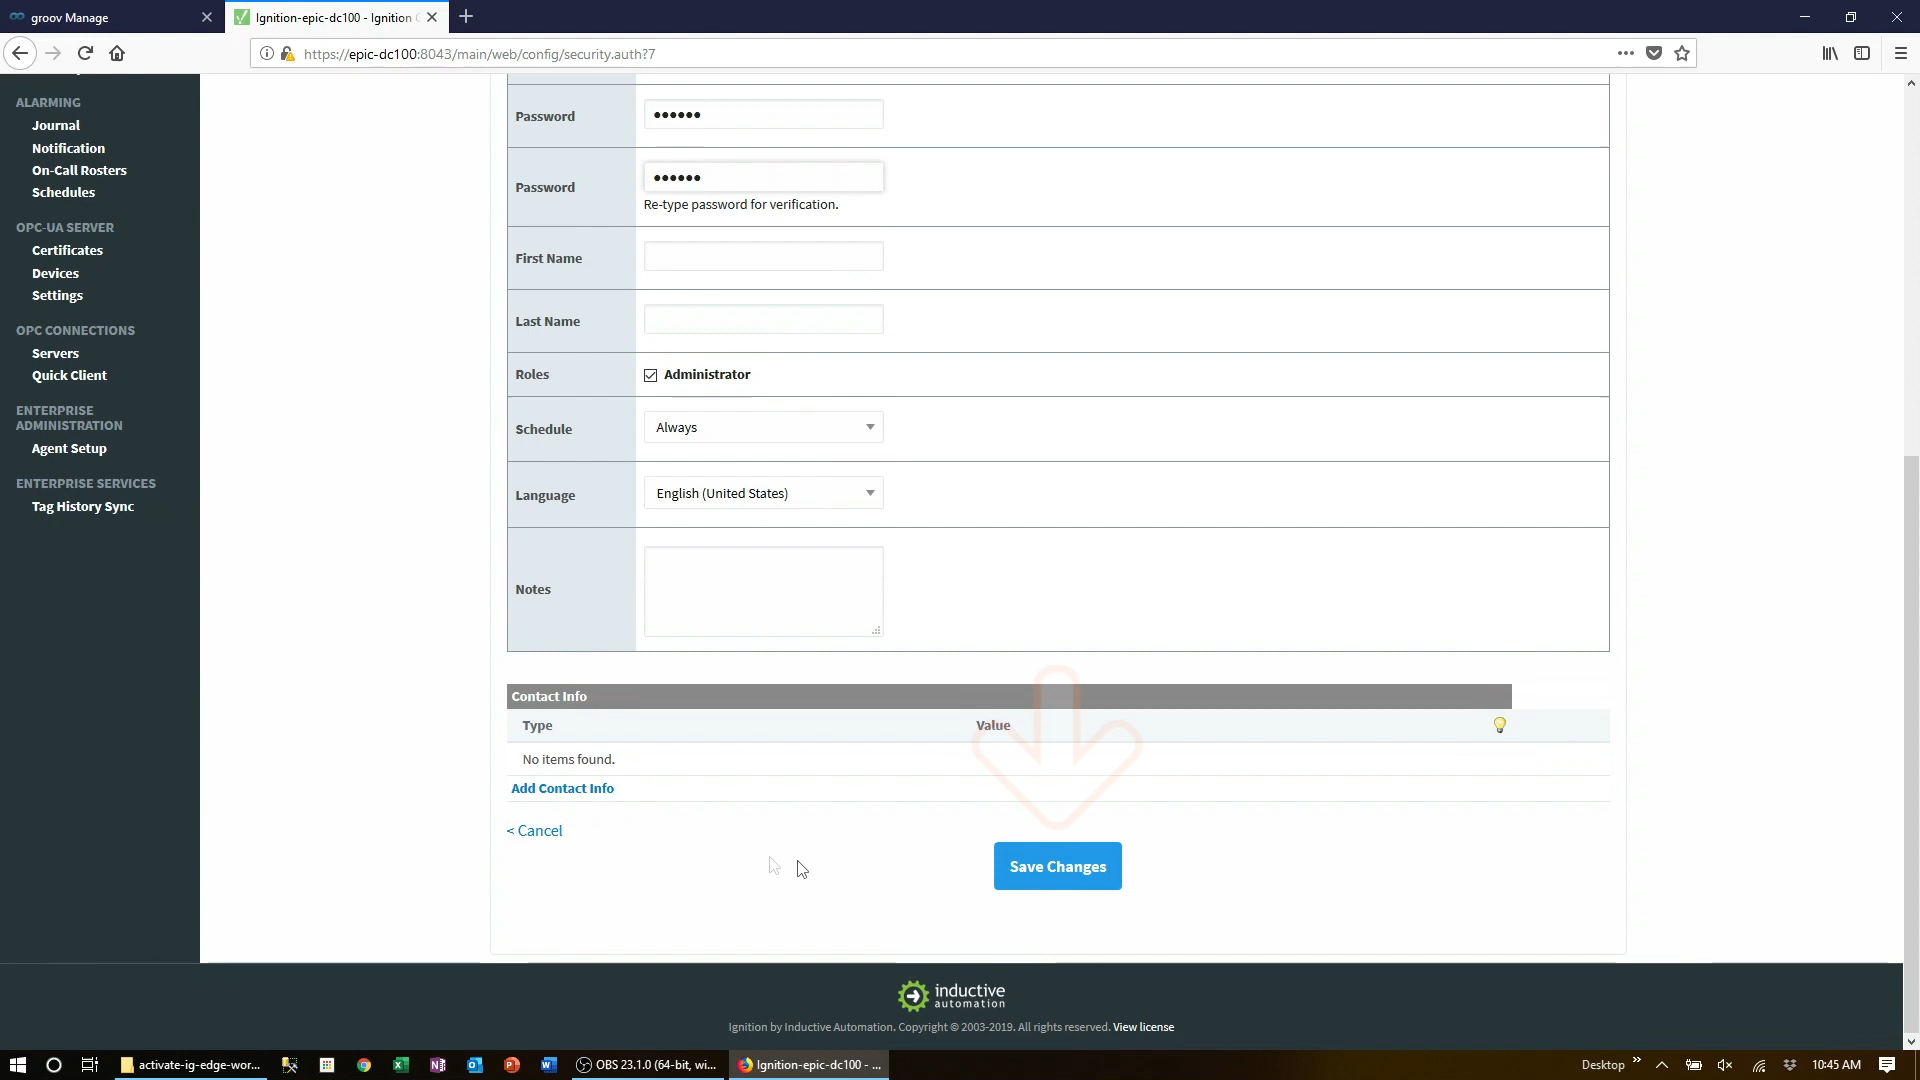 groov Manage
Ignition-epic-dc100 - Ignition
https://epic-dc100:8043/main/web/config/security.auth?7
ALARMING
Journal
Notification
On-Call Rosters
Schedules
OPC-UA SERVER
Certificates
Devices
Settings
OPC CONNECTIONS
Servers
Quick Client
ENTERPRISE
ADMINISTRATION
Agent Setup
ENTERPRISE SERVICES
Tag History Sync
Password ••••••
Password ••••••
Re-type password for verification.
First Name
Last Name
Roles Administrator
Schedule Always
Language English (United States)
Notes
Contact Info
Type Value
No items found.
Add Contact Info
< Cancel
Save Changes
inductive
automation
Ignition by Inductive Automation. Copyright © 2003-2019. All rights reserved. View license
activate-ig-edge-wor...
OBS 23.1.0 (64-bit, wi...
Ignition-epic-dc100 - ...
Desktop
10:45 AM